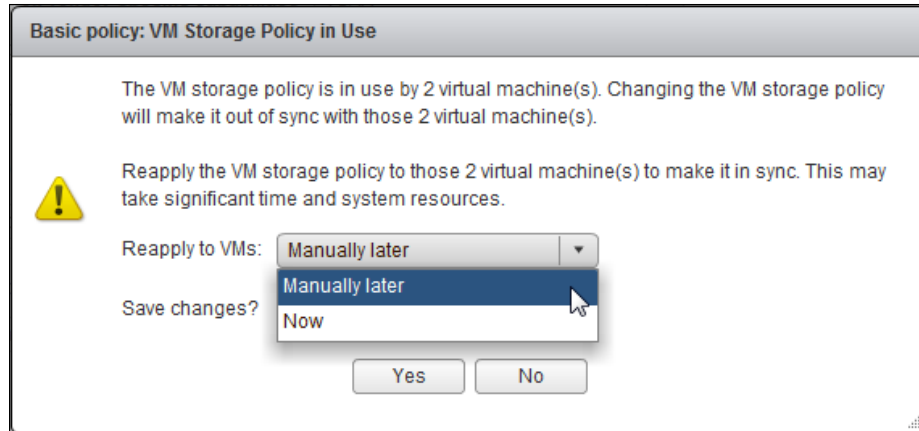 Basic policy: VM Storage Policy in Use
The VM storage policy is in use by 2 virtual machine(s). Changing the VM storage policy
will make it out of sync with those 2 virtual machine(s).
Reapply the VM storage policy to those 2 virtual machine(s) to make it in sync. This may
take significant time and system resources.
Reapply to VMs: Manually later
Manually later
Save changes?
Now
Yes No